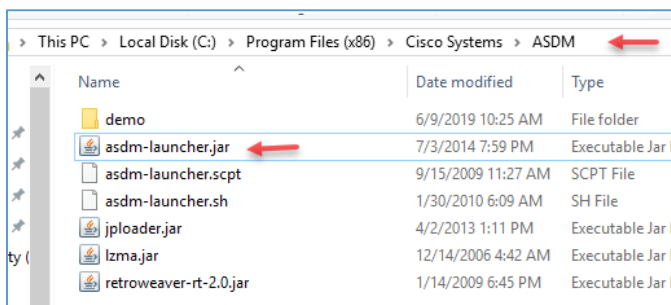 > This PC > Local Disk (C:) > Program Files (x86) > Cisco Systems > ASDM
Name Date modified Type
demo 6/9/2019 10:25 AM File folder
asdm-launcher.jar 7/3/2014 7:59 PM Executable Jar
asdm-launcher.scpt 9/15/2009 11:27 AM SCPT File
asdm-launcher.sh 1/30/2010 6:09 AM SH File
jploader.jar 4/2/2013 1:11 PM Executable Jar
ty ( lzma.jar 12/14/2006 4:42 AM Executable Jar
retroweaver-rt-2.0.jar 1/14/2009 6:45 PM Executable Jar